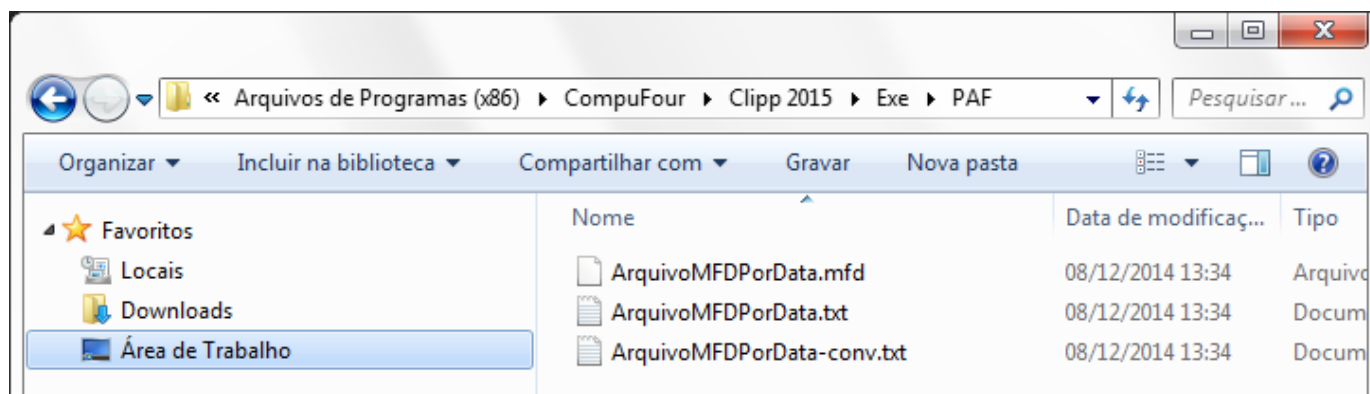 « Arquivos de Programas (x86) CompuFour Clipp 2015 Exe PAF Pesquisar ...
Organizar Incluir na biblioteca Compartilhar com Gravar Nova pasta
Nome Data de modificaç... Tipo
Favoritos
Locais ArquivoMFDPorData.mfd 08/12/2014 13:34 Arquivo
Downloads ArquivoMFDPorData.txt 08/12/2014 13:34 Docum
Área de Trabalho ArquivoMFDPorData-conv.txt 08/12/2014 13:34 Docum